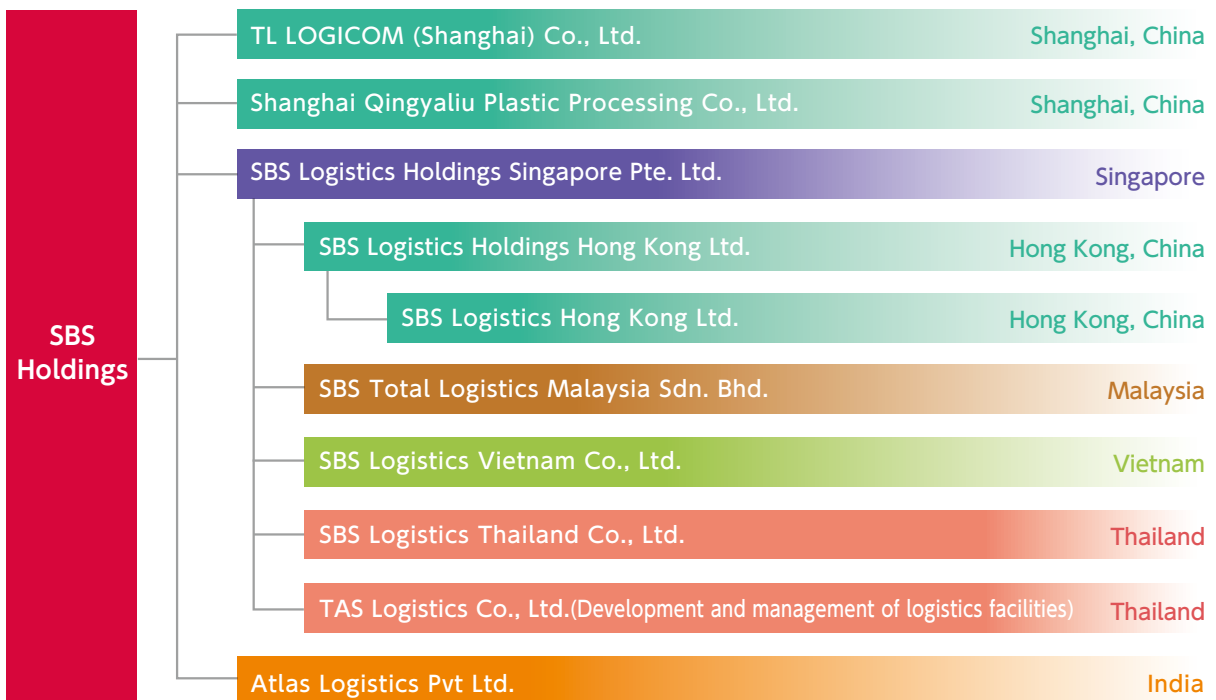 SBS
Holdings
TL LOGICOM (Shanghai) Co., Ltd. Shanghai, China
Shanghai Qingyaliu Plastic Processing Co., Ltd. Shanghai, China
SBS Logistics Holdings Singapore Pte. Ltd. Singapore
SBS Logistics Holdings Hong Kong Ltd. Hong Kong, China
SBS Logistics Hong Kong Ltd. Hong Kong, China
SBS Total Logistics Malaysia Sdn. Bhd. Malaysia
SBS Logistics Vietnam Co., Ltd. Vietnam
SBS Logistics Thailand Co., Ltd. Thailand
TAS Logistics Co., Ltd.(Development and management of logistics facilities) Thailand
Atlas Logistics Pvt Ltd. India